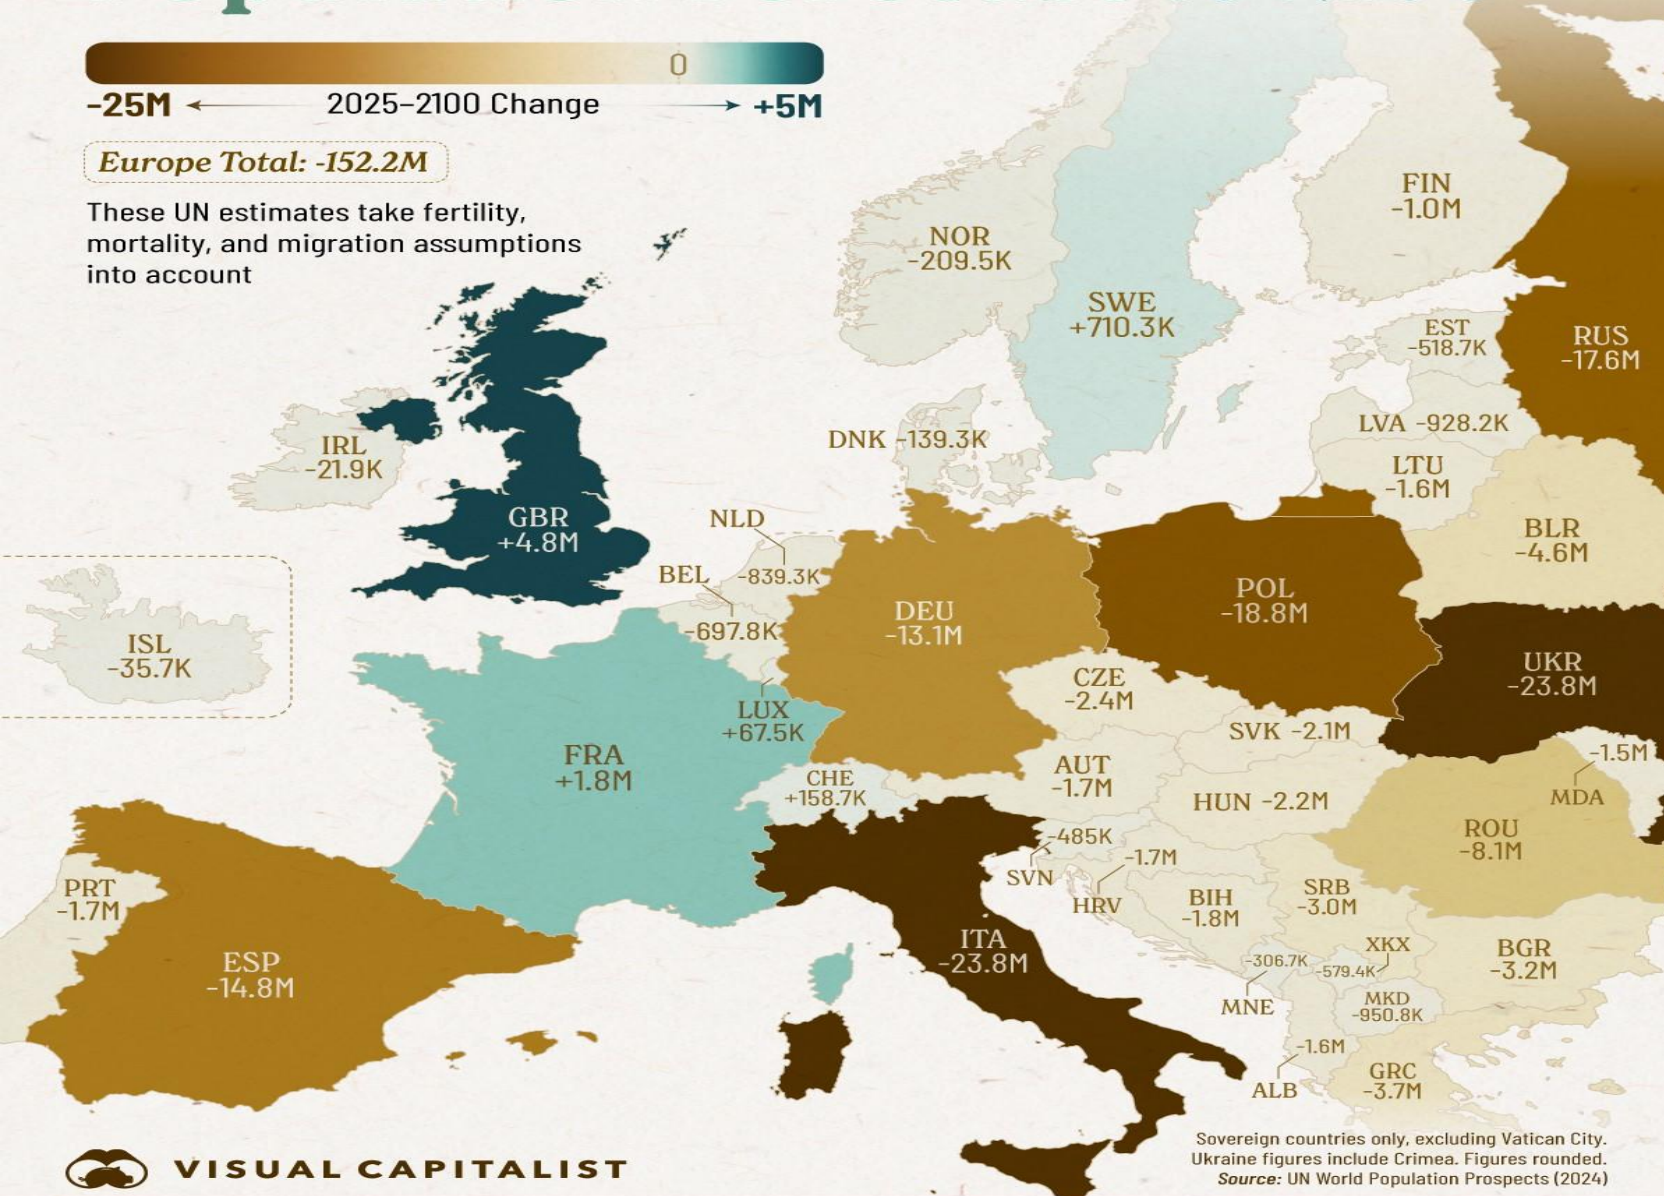 0
-25M 2025-2100 Change +5M
Europe Total: -152.2M
These UN estimates take fertility,
mortality, and migration assumptions
into account
FIN
-1.0M
NOR
-209.5K
SWE
+710.3K
EST
-518.7K
RUS
-17.6M
LVA -928.2K
DNK -139.3K
IRL
-21.9K
LTU
-1.6M
GBR
+4.8M
NLD
-839.3K
BLR
-4.6M
BEL
-697.8K
POL
-18.8M
DEU
-13.1M
ISL
-35.7K
UKR
-23.8M
CZE
-2.4M
LUX
+67.5K
SVK -2.1M
FRA
+1.8M
-1.5M
MDA
CHE
+158.7K
AUT
-1.7M
HUN -2.2M
ROU
-8.1M
-485K
SVN
-1.7M
HRV
PRT
-1.7M
BIH
-1.8M
SRB
-3.0M
ITA
-23.8M
XKX
-579.4K
BGR
-3.2M
-306.7K
MNE
ESP
-14.8M
MKD
-950.8K
-1.6M
ALB
GRC
-3.7M
VISUAL CAPITALIST
Sovereign countries only, excluding Vatican City.
Ukraine figures include Crimea. Figures rounded.
Source: UN World Population Prospects (2024)